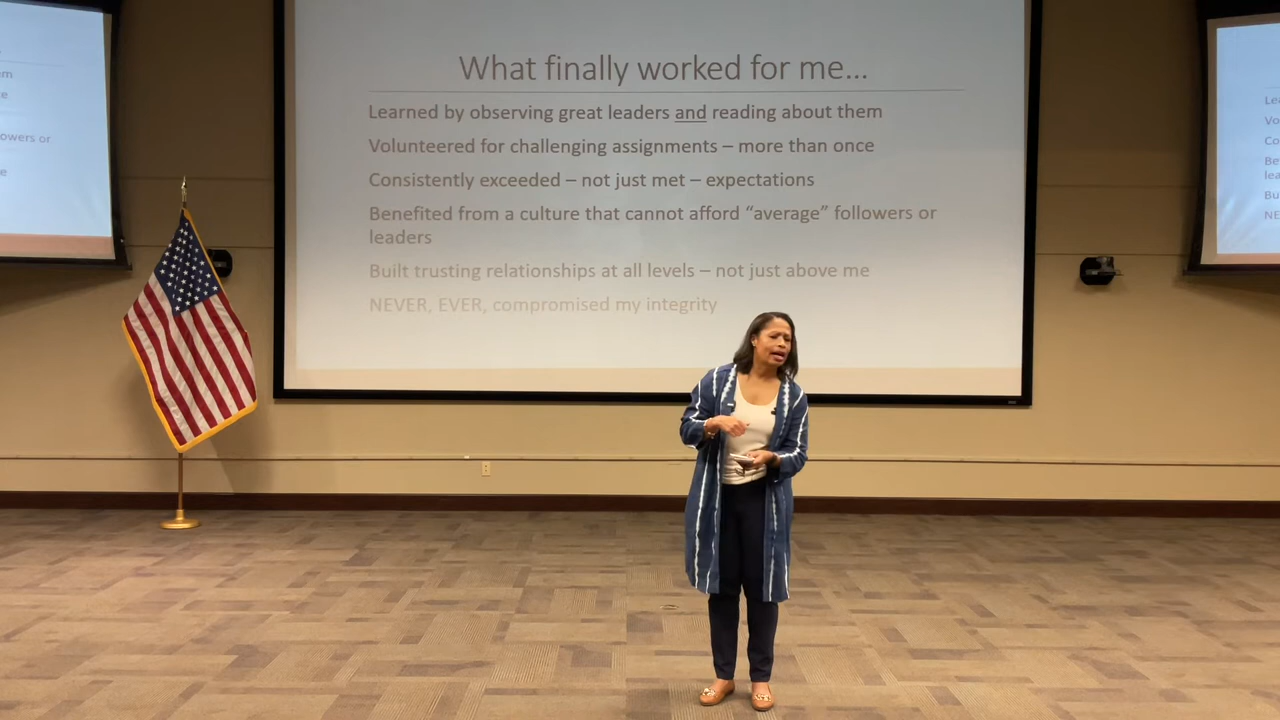 What finally worked for me...
Learned by observing great leaders and reading about them
Volunteered for challenging assignments – more than once
Consistently exceeded – not just met – expectations
Benefited from a culture that cannot afford “average” followers or
leaders
Built trusting relationships at all levels – not just above me
NEVER, EVER, compromised my integrity
owers or